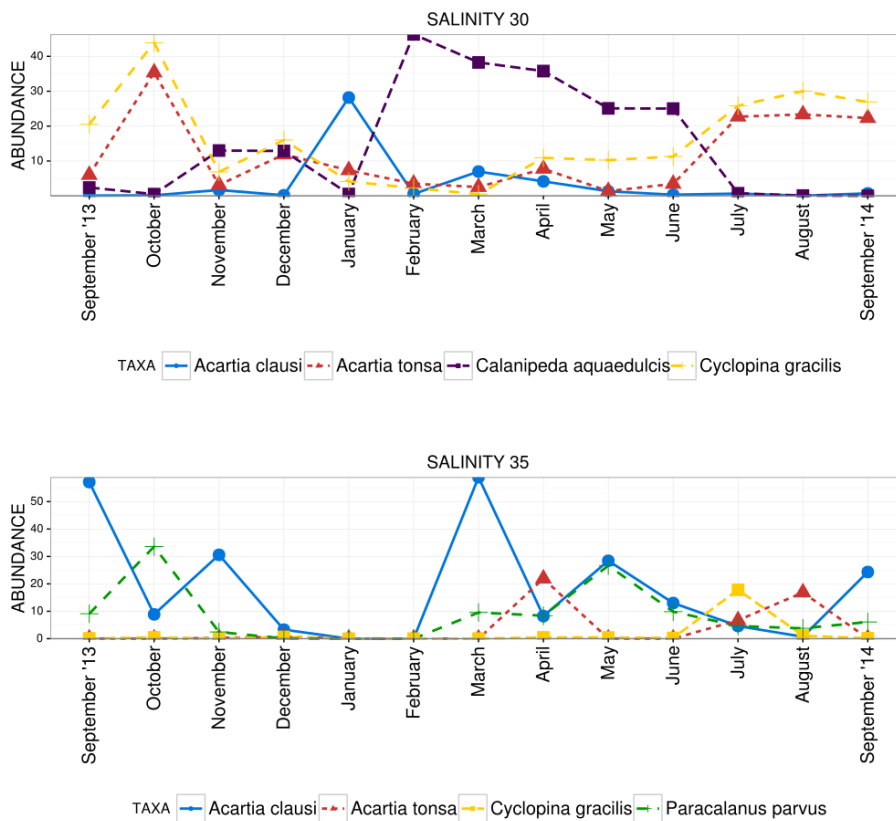 SALINITY 30
ABUNDANCE
40
30
20
10
September '13
October
November
December
January
February
March
April
May
June
July
August
September '14
TAXA Acartia clausi Acartia tonsa Calanipeda aquaedulcis Cyclopina gracilis
SALINITY 35
ABUNDANCE
50
40
30
20
10
0
September '13
October
November
December
January
February
March
April
May
June
July
August
September '14
TAXA Acartia clausi Acartia tonsa Cyclopina gracilis Paracalanus parvus